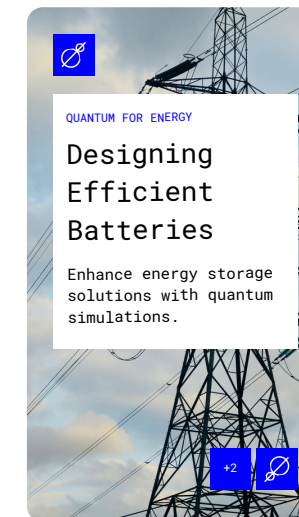 QUANTUM FOR ENERGY
Designing
Efficient
Batteries
Enhance energy storage
solutions with quantum
simulations.
+2